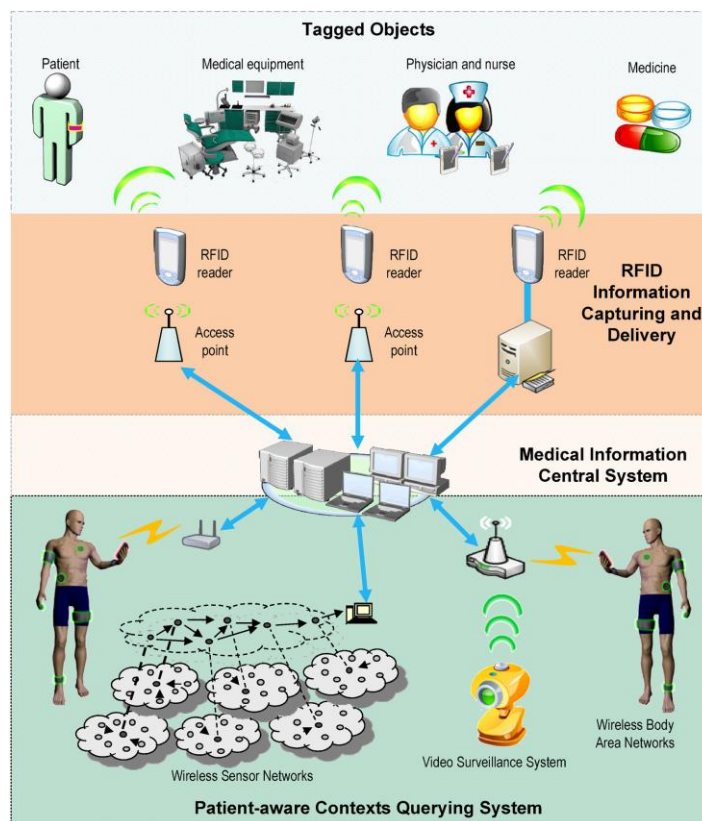 Tagged Objects
Patient
Medical equipment
Physician and nurse
Medicine
RFID
reader
RFID
reader
RFID
reader
RFID
Information
Capturing and
Delivery
Access
point
Access
point
Medical Information
Central System
Wireless Sensor Networks
Video Surveillance System
Wireless Body
Area Networks
Patient-aware Contexts Querying System